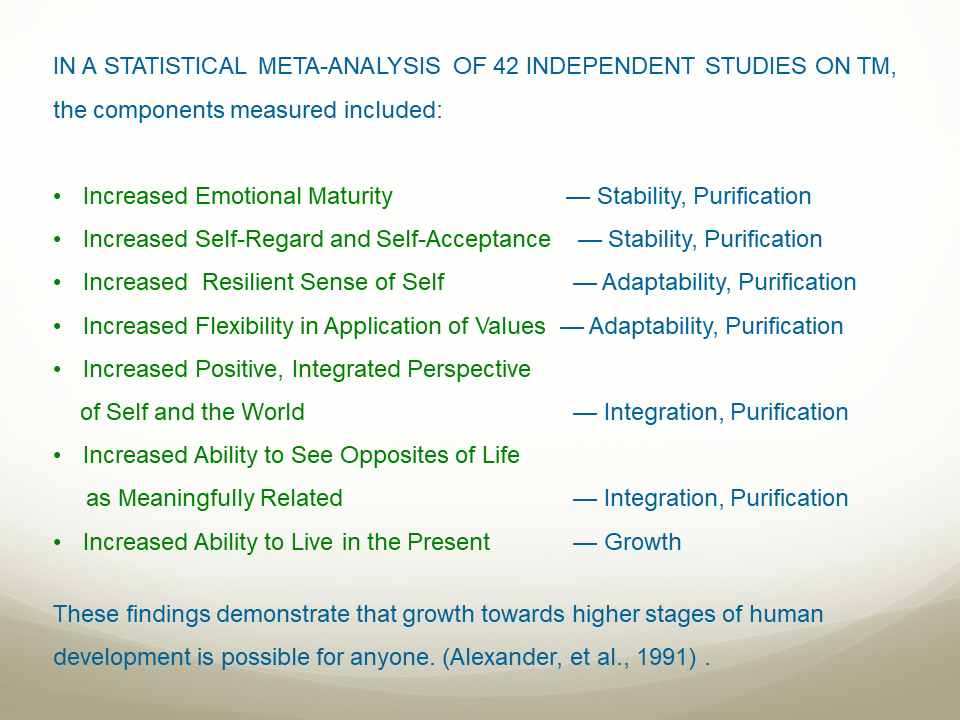 IN A STATISTICAL META-ANALYSIS OF 42 INDEPENDENT STUDIES ON TM,
the components measured included:
• Increased Emotional Maturity — Stability, Purification
• Increased Self-Regard and Self-Acceptance — Stability, Purification
• Increased Resilient Sense of Self — Adaptability, Purification
• Increased Flexibility in Application of Values — Adaptability, Purification
• Increased Positive, Integrated Perspective
of Self and the World — Integration, Purification
• Increased Ability to See Opposites of Life
as Meaningfully Related — Integration, Purification
• Increased Ability to Live in the Present — Growth
These findings demonstrate that growth towards higher stages of human
development is possible for anyone. (Alexander, et al., 1991) .